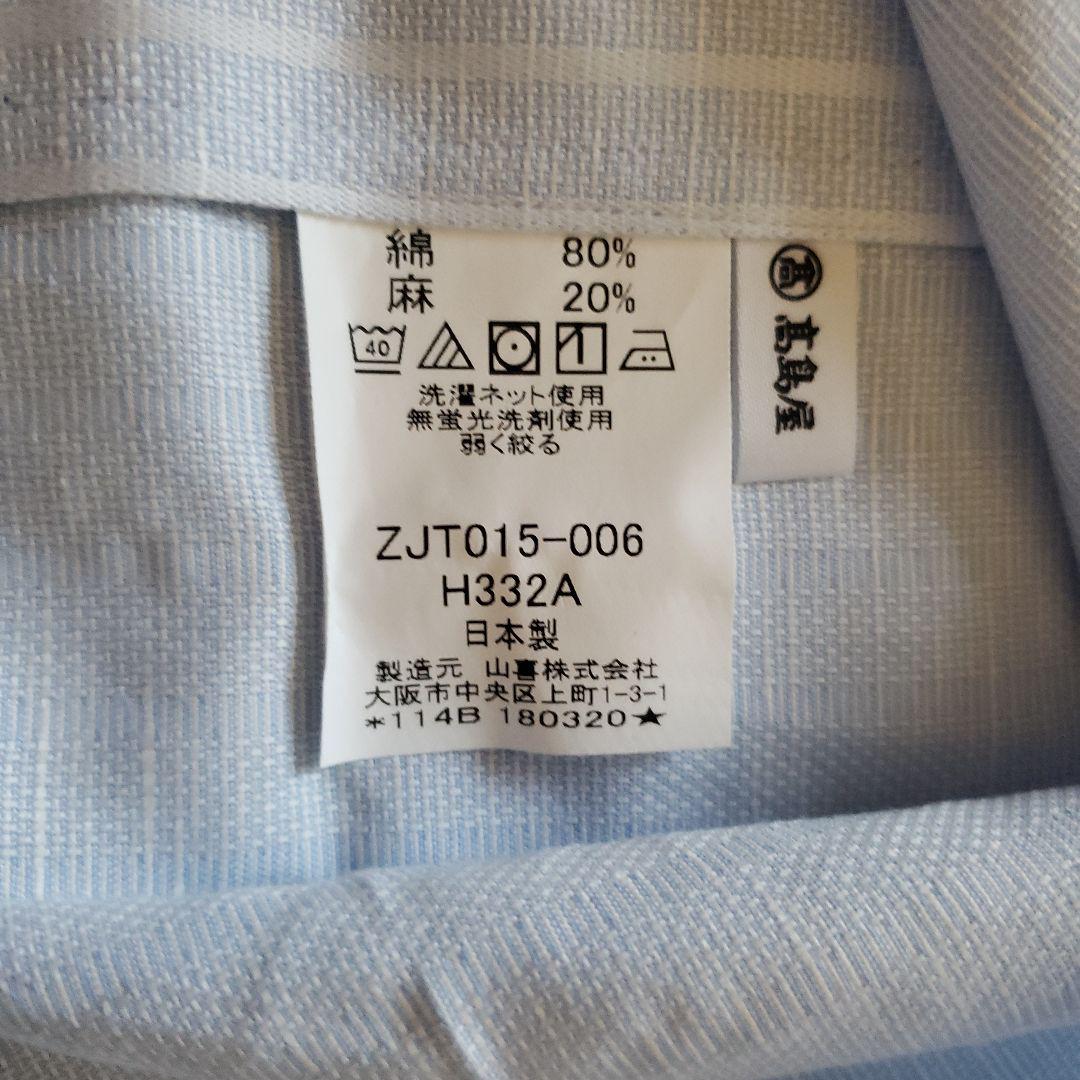 綿 80%
麻 20%
40
洗濯ネット使用
無蛍光洗剤使用
弱く絞る
ZJT015-006
H332A
日本製
製造元 山喜株式会社
大阪市中央区上町1-3-1
*114B 180320★
髙
髙島屋